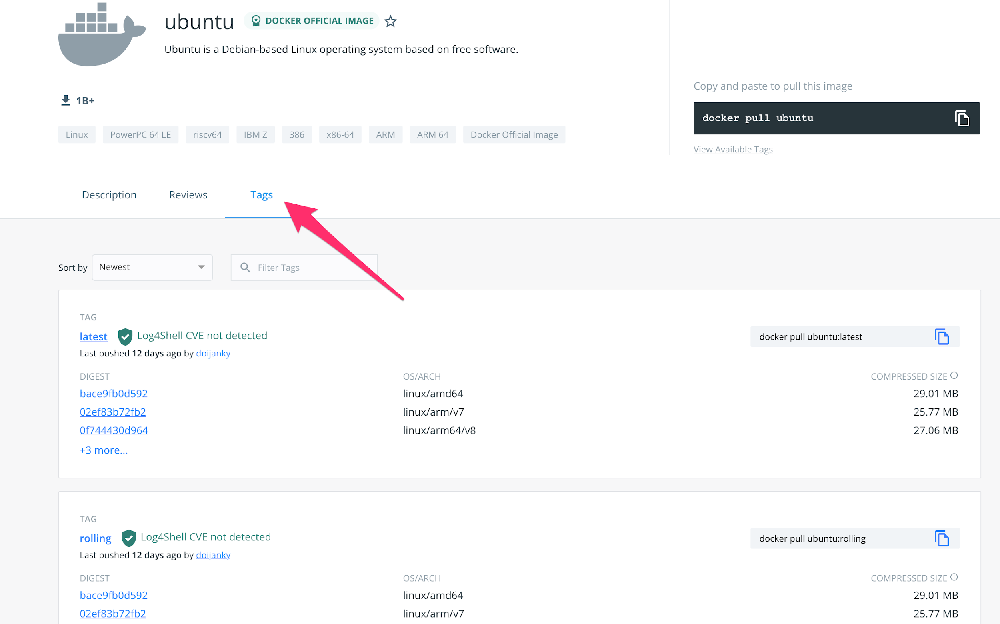 ubuntu
DOCKER OFFICIAL IMAGE
Ubuntu is a Debian-based Linux operating system based on free software.
1B+
Linux PowerPC 64 LE riscv64 IBM Z 386 x86-64 ARM ARM 64 Docker Official Image
Copy and paste to pull this image
docker pull ubuntu
View Available Tags
Description Reviews Tags
Sort by Newest Filter Tags
TAG
latest Log4Shell CVE not detected docker pull ubuntu:latest
Last pushed 12 days ago by doijanky
DIGEST OS/ARCH COMPRESSED SIZE
bace9fb0d592 linux/amd64 29.01 MB
02ef83b72fb2 linux/arm/v7 25.77 MB
0f744430d964 linux/arm64/v8 27.06 MB
+3 more...
TAG
rolling Log4Shell CVE not detected docker pull ubuntu:rolling
Last pushed 12 days ago by doijanky
DIGEST OS/ARCH COMPRESSED SIZE
bace9fb0d592 linux/amd64 29.01 MB
02ef83b72fb2 linux/arm/v7 25.77 MB